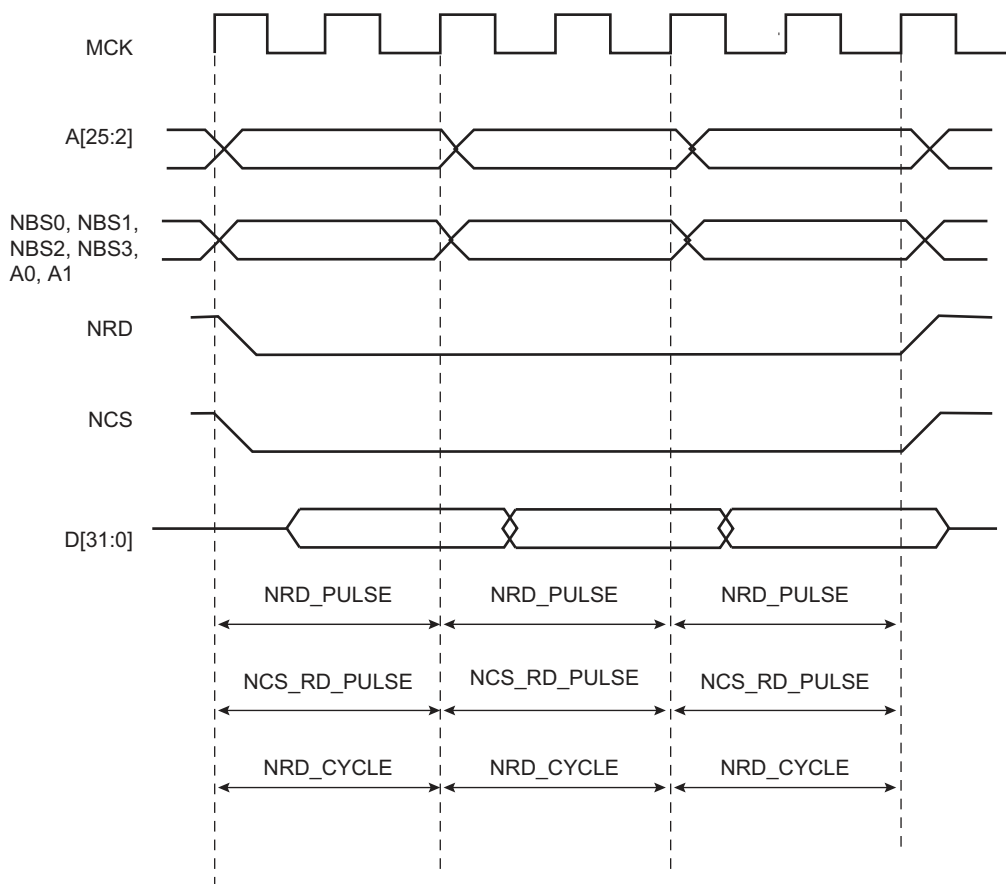 MCK
A[25:2]
NBS0, NBS1,
NBS2, NBS3,
A0, A1
NRD
NCS
D[31:0]
NRD_PULSE NRD_PULSE NRD_PULSE
NCS_RD_PULSE NCS_RD_PULSE NCS_RD_PULSE
NRD_CYCLE NRD_CYCLE NRD_CYCLE